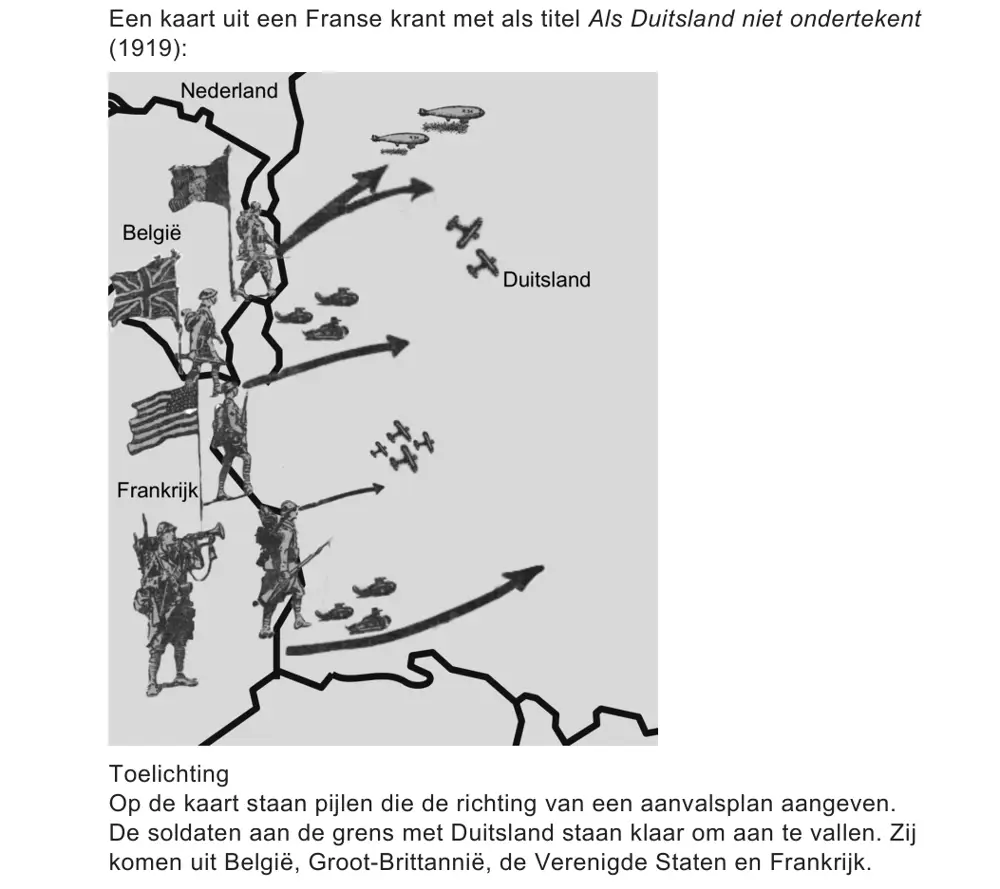 Een kaart uit een Franse krant met als titel Als Duitsland niet ondertekent
(1919):
Nederland
België
Duitsland
Frankrijk
Toelichting
Op de kaart staan pijlen die de richting van een aanvalsplan aangeven.
De soldaten aan de grens met Duitsland staan klaar om aan te vallen. Zij
komen uit België, Groot-Brittannië, de Verenigde Staten en Frankrijk.